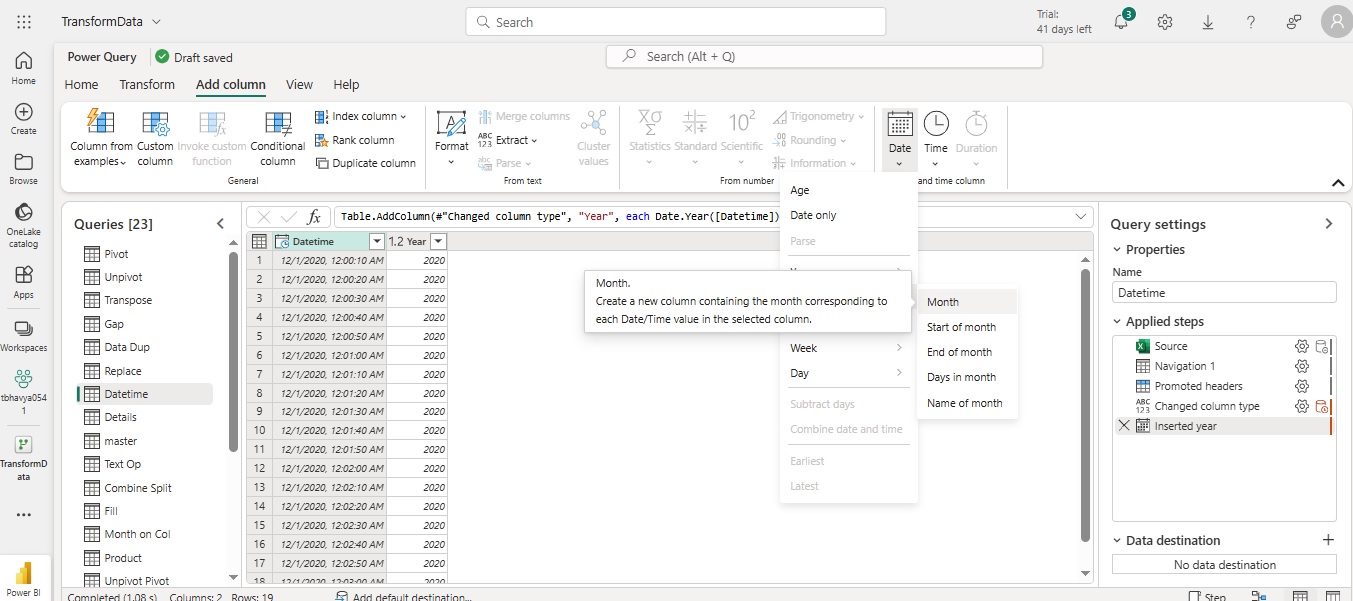 TransformData
Search
Trial:
41 days left
3
Home
Create
Browse
OneLake
catalog
Apps
Workspaces
tbhavya054
1
TransformD
ata
...
Power BI
Power Query
Draft saved
Search (Alt + Q)
Home Transform Add column View Help
Column from
examples
Custom
column
Invoke custom
function
Conditional
column
Index column
Rank column
Duplicate column
General
Format
ABC
123
abc
Merge columns
Extract
Parse
Cluster
values
From text
Statistics
Standard
10²
Scientific
Trigonometry
Rounding
Information
From number
Date
Time
Duration
and time column
Queries [23]
Pivot
Unpivot
Transpose
Gap
Data Dup
Replace
Datetime
Details
master
Text Op
Combine Split
Fill
Month on Col
Product
Unpivot Pivot
fx
Table.AddColumn(#"Changed column type", "Year", each Date.Year([Datetime])
Datetime 1.2 Year
1 12/1/2020, 12:00:10 AM 2020
2 12/1/2020, 12:00:20 AM 2020
3 12/1/2020, 12:00:30 AM 2020
4 12/1/2020, 12:00:40 AM 2020
5 12/1/2020, 12:00:50 AM 2020
6 12/1/2020, 12:01:00 AM 2020
7 12/1/2020, 12:01:10 AM 2020
8 12/1/2020, 12:01:20 AM 2020
9 12/1/2020, 12:01:30 AM 2020
10 12/1/2020, 12:01:40 AM 2020
11 12/1/2020, 12:01:50 AM 2020
12 12/1/2020, 12:02:00 AM 2020
13 12/1/2020, 12:02:10 AM 2020
14 12/1/2020, 12:02:20 AM 2020
15 12/1/2020, 12:02:30 AM 2020
16 12/1/2020, 12:02:40 AM 2020
17 12/1/2020, 12:02:50 AM 2020
18 12/1/2020, 12:03:00 AM 2020
Age
Date only
Parse
Week
Day
Subtract days
Combine date and time
Earliest
Latest
Month.
Create a new column containing the month corresponding to
each Date/Time value in the selected column.
Month
Start of month
End of month
Days in month
Name of month
Query settings
Properties
Name
Datetime
Applied steps
Source
Navigation 1
Promoted headers
ABC
123
Changed column type
Inserted year
Data destination
No data destination
Completed (1.08 s) Columns: 2 Rows: 19
Add default destination...
Step